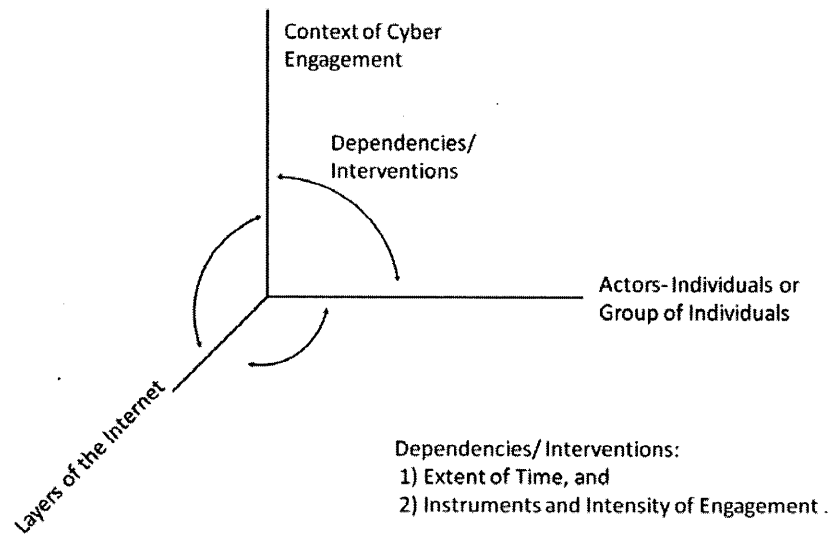 Context of Cyber
Engagement
Dependencies/
Interventions
Actors- Individuals or
Group of Individuals
Layers of the Internet
Dependencies/ Interventions:
1) Extent of Time, and
2) Instruments and Intensity of Engagement .